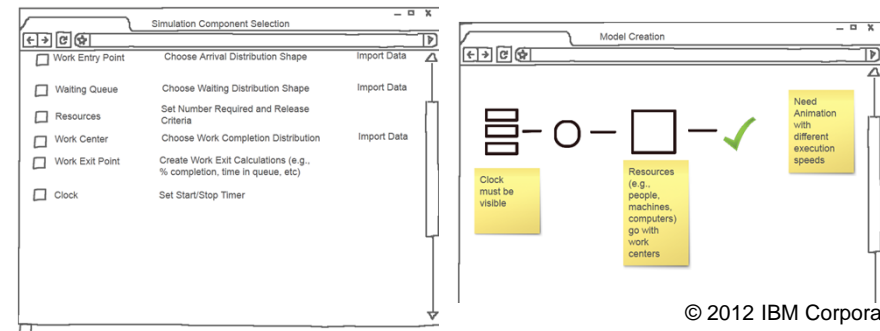 Simulation Component Selection
Work Entry Point Choose Arrival Distribution Shape Import Data
Waiting Queue Choose Waiting Distribution Shape Import Data
Resources Set Number Required and Release
Criteria
Work Center Choose Work Completion Distribution Import Data
Work Exit Point Create Work Exit Calculations (e.g.,
% completion, time in queue, etc)
Clock Set Start/Stop Timer
Model Creation
Clock
must be
visible
Resources
(e.g.,
people,
machines,
computers)
go with
work
centers
Need
Animation
with
different
execution
speeds
© 2012 IBM Corpora